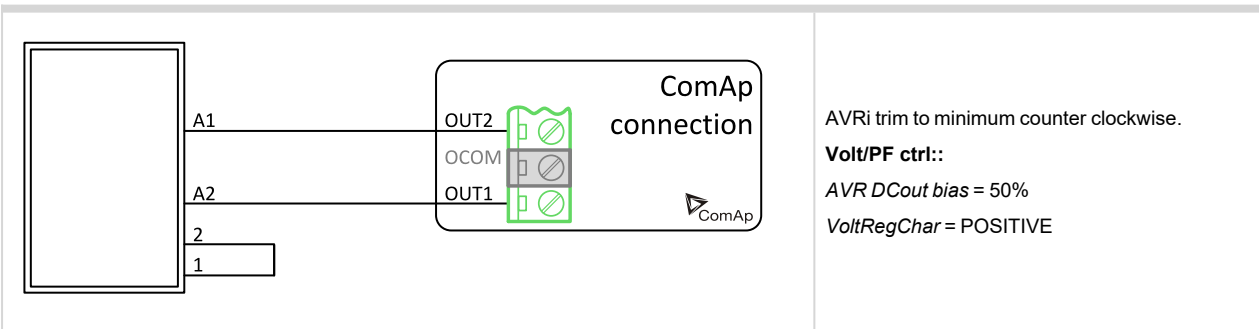 A1
A2
2
1
ComAp
connection
OUT2
OCOM
OUT1
ComAp
AVRi trim to minimum counter clockwise.
Volt/PF ctrl::
AVR DCout bias = 50%
VoltRegChar = POSITIVE